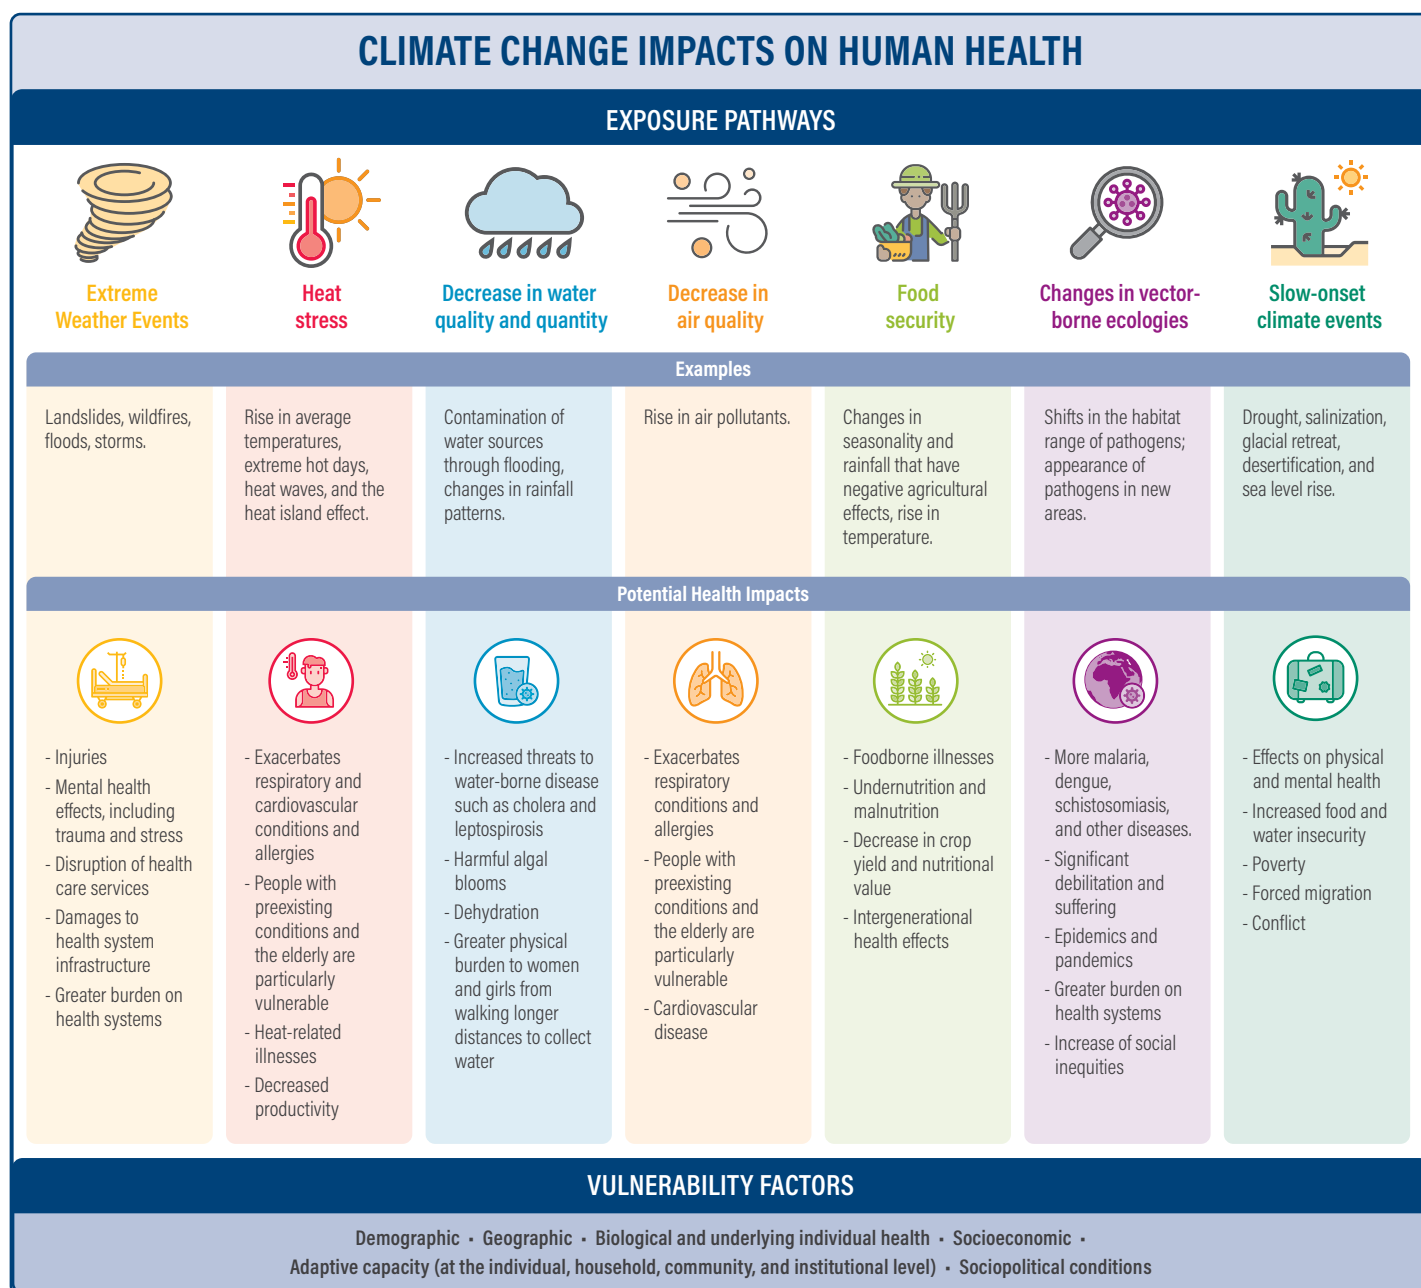 CLIMATE CHANGE IMPACTS ON HUMAN HEALTH
EXPOSURE PATHWAYS
Extreme
Weather Events
Heat
stress
Decrease in water
quality and quantity
Decrease in
air quality
Food
security
Changes in vector-
borne ecologies
Slow-onset
climate events
Examples
Landslides, wildfires,
floods, storms.
Rise in average
temperatures,
extreme hot days,
heat waves, and the
heat island effect.
Contamination of
water sources
through flooding,
changes in rainfall
patterns.
Rise in air pollutants.
Changes in
seasonality and
rainfall that have
negative agricultural
effects, rise in
temperature.
Shifts in the habitat
range of pathogens;
appearance of
pathogens in new
areas.
Drought, salinization,
glacial retreat,
desertification, and
sea level rise.
Potential Health Impacts
- Injuries
- Mental health
effects, including
trauma and stress
- Disruption of health
care services
- Damages to
health system
infrastructure
- Greater burden on
health systems
- Exacerbates
respiratory and
cardiovascular
conditions and
allergies
- People with
preexisting
conditions and
the elderly are
particularly
vulnerable
- Heat-related
illnesses
- Decreased
productivity
- Increased threats to
water-borne disease
such as cholera and
leptospirosis
- Harmful algal
blooms
- Dehydration
- Greater physical
burden to women
and girls from
walking longer
distances to collect
water
- Exacerbates
respiratory
conditions and
allergies
- People with
preexisting
conditions and
the elderly are
particularly
vulnerable
- Cardiovascular
disease
- Foodborne illnesses
- Undernutrition and
malnutrition
- Decrease in crop
yield and nutritional
value
- Intergenerational
health effects
- More malaria,
dengue,
schistosomiasis,
and other diseases.
- Significant
debilitation and
suffering
- Epidemics and
pandemics
- Greater burden on
health systems
- Increase of social
inequities
- Effects on physical
and mental health
- Increased food and
water insecurity
- Poverty
- Forced migration
- Conflict
VULNERABILITY FACTORS
Demographic · Geographic · Biological and underlying individual health · Socioeconomic ·
Adaptive capacity (at the individual, household, community, and institutional level) · Sociopolitical conditions